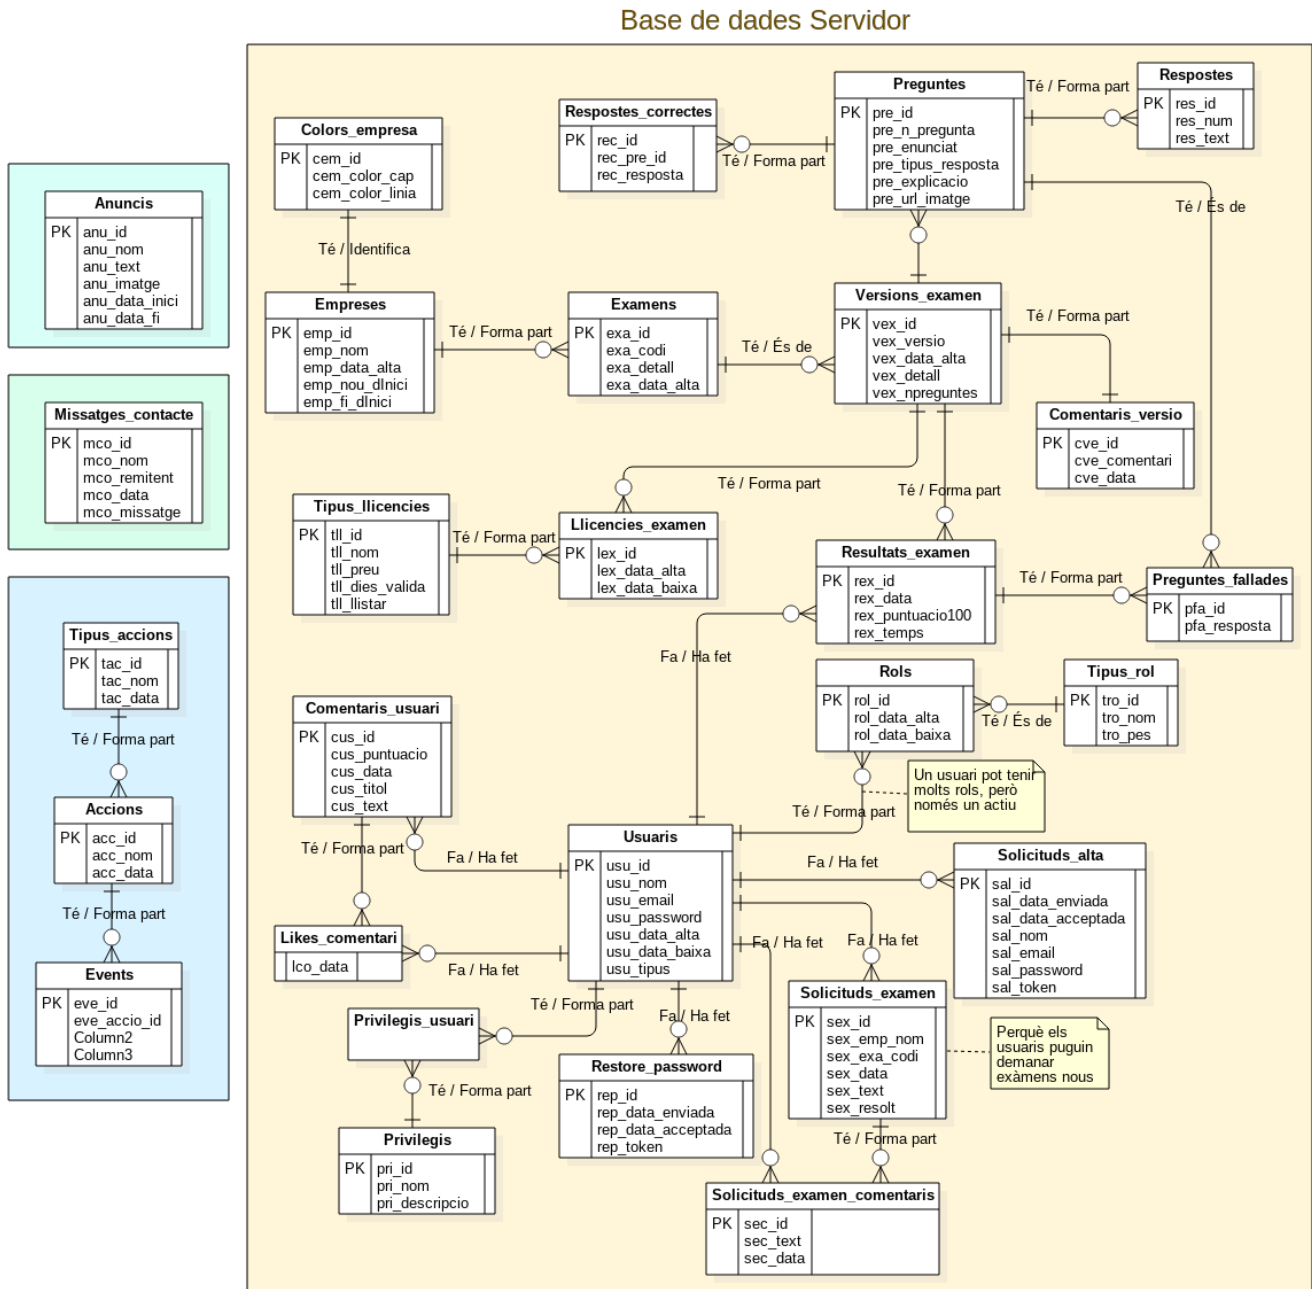 Base de dades Servidor
Anuncis
PK
anu_id
anu_nom
anu_text
anu_imatge
anu_data_inici
anu_data_fi
Missatges_contacte
PK
mco_id
mco_nom
mco_remitent
mco_data
mco_missatge
Tipus_accions
PK
tac_id
tac_nom
tac_data
Té / Forma part
Accions
PK
acc_id
acc_nom
acc_data
Té / Forma part
Events
PK
eve_id
eve_accio_id
Column2
Column3
Colors_empresa
PK
cem_id
cem_color_cap
cem_color_linia
Té / Identifica
Empreses
PK
emp_id
emp_nom
emp_data_alta
emp_nou_dInici
emp_fi_dInici
Té / Forma part
Examens
PK
exa_id
exa_codi
exa_detall
exa_data_alta
Té / És de
Respostes_correctes
PK
rec_id
rec_pre_id
rec_resposta
Té / Forma part
Preguntes
PK
pre_id
pre_n_pregunta
pre_enunciat
pre_tipus_resposta
pre_explicacio
pre_url_imatge
Té / Forma part
Respostes
PK
res_id
res_num
res_text
Té / És de
Versions_examen
PK
vex_id
vex_versio
vex_data_alta
vex_detall
vex_npreguntes
Té / Forma part
Comentaris_versio
PK
cve_id
cve_comentari
cve_data
Té / Forma part
Té / Forma part
Tipus_llicencies
PK
tll_id
tll_nom
tll_preu
tll_dies_valida
tll_llistar
Té / Forma part
Llicencies_examen
PK
lex_id
lex_data_alta
lex_data_baixa
Resultats_examen
PK
rex_id
rex_data
rex_puntuacio100
rex_temps
Té / Forma part
Preguntes_fallades
PK
pfa_id
pfa_resposta
Fa / Ha fet
Rols
PK
rol_id
rol_data_alta
rol_data_baixa
Té / És de
Tipus_rol
PK
tro_id
tro_nom
tro_pes
Un usuari pot tenir
molts rols, però
només un actiu
Té / Forma part
Comentaris_usuari
PK
cus_id
cus_puntuacio
cus_data
cus_titol
cus_text
Té / Forma part
Fa / Ha fet
Usuaris
PK
usu_id
usu_nom
usu_email
usu_password
usu_data_alta
usu_data_baixa
usu_tipus
Fa / Ha fet
Solicituds_alta
PK
sal_id
sal_data_enviada
sal_data_acceptada
sal_nom
sal_email
sal_password
sal_token
Fa / Ha fet
Fa / Ha fet
Likes_comentari
lco_data
Fa / Ha fet
Té / Forma part
Fa / Ha fet
Privilegis_usuari
Té / Forma part
Privilegis
PK
pri_id
pri_nom
pri_descripcio
Restore_password
PK
rep_id
rep_data_enviada
rep_data_acceptada
rep_token
Solicituds_examen
PK
sex_id
sex_emp_nom
sex_exa_codi
sex_data
sex_text
sex_resolt
Perquè els
usuaris puguin
demanar
exàmens nous
Té / Forma part
Solicituds_examen_comentaris
PK
sec_id
sec_text
sec_data